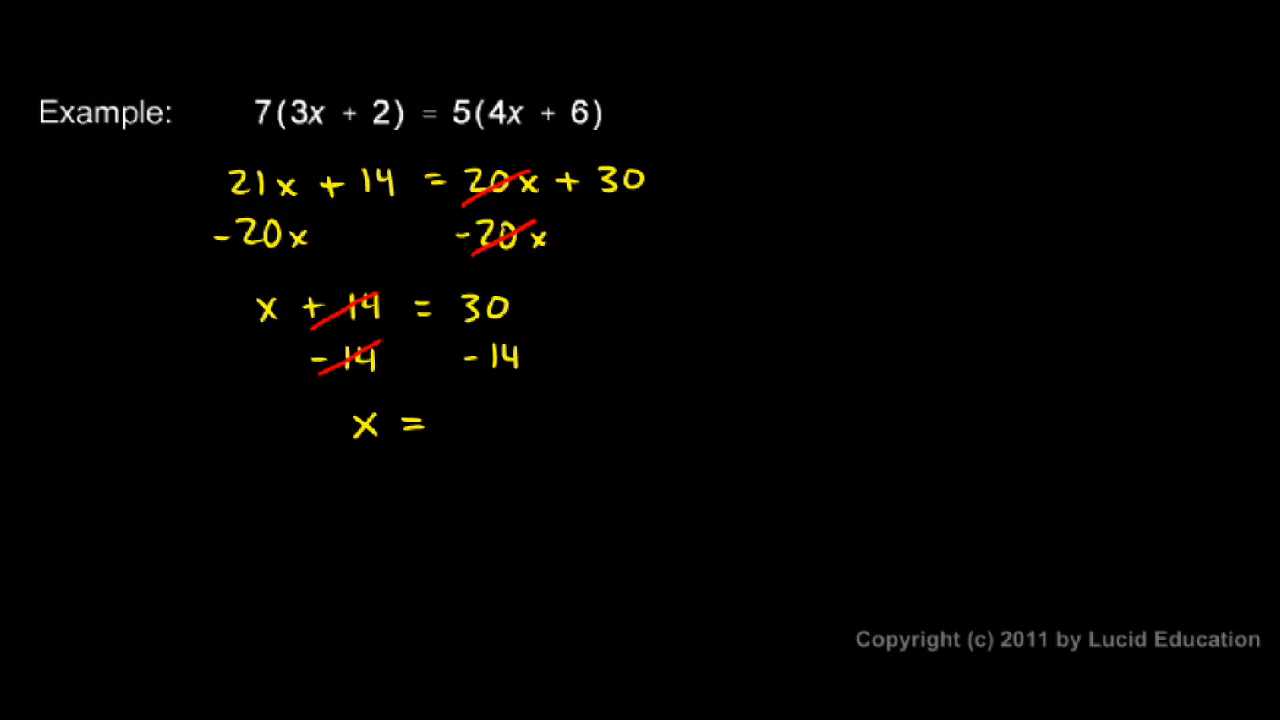 Example: 7(3x + 2) = 5(4x + 6)
21x + 14 = 20x + 30
-20x -20x
x + 14 = 30
- 14 - 14
x =
Copyright (c) 2011 by Lucid Education